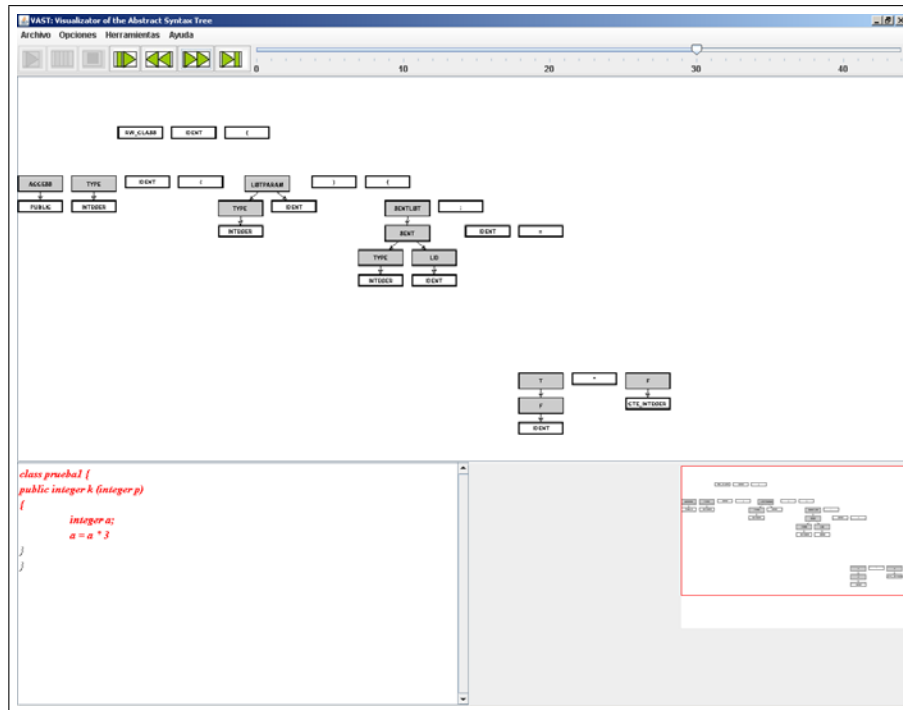 VAST: Visualizator of the Abstract Syntax Tree
Archivo Opciones Herramientas Ayuda
0 10 20 30 40
RW_CLASS IDENT {
ACCESS TYPE IDENT ( LISTPARAM ) {
PUBLIC INTEGER TYPE IDENT SENTLIST ;
INTEGER SENT IDENT =
TYPE LID
INTEGER IDENT
T * F
F CTE_INTEGER
IDENT
class prueba1 {
public integer k (integer p)
{
integer a;
a = a * 3
}
}